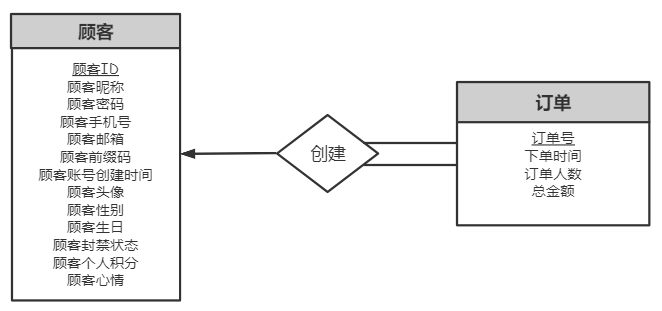 顾客
顾客ID
顾客昵称
顾客密码
顾客手机号
顾客邮箱
顾客前缀码
顾客账号创建时间
顾客头像
顾客性别
顾客生日
顾客封禁状态
顾客个人积分
顾客心情
创建
订单
订单号
下单时间
订单人数
总金额